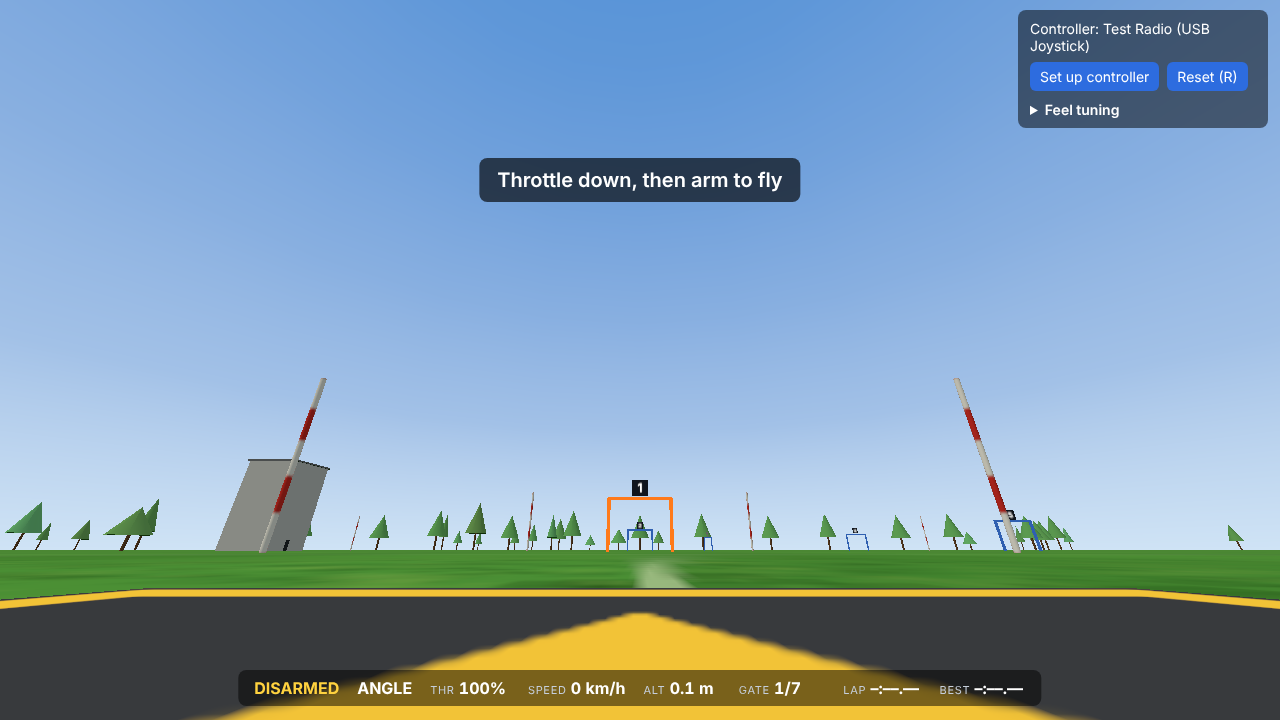 Controller: Test Radio (USB
Joystick)
Set up controller
Reset (R)
▶ Feel tuning
Throttle down, then arm to fly
1
DISARMED ANGLE THR 100% SPEED 0 km/h ALT 0.1 m GATE 1/7 LAP –:––.–– BEST –:––.––